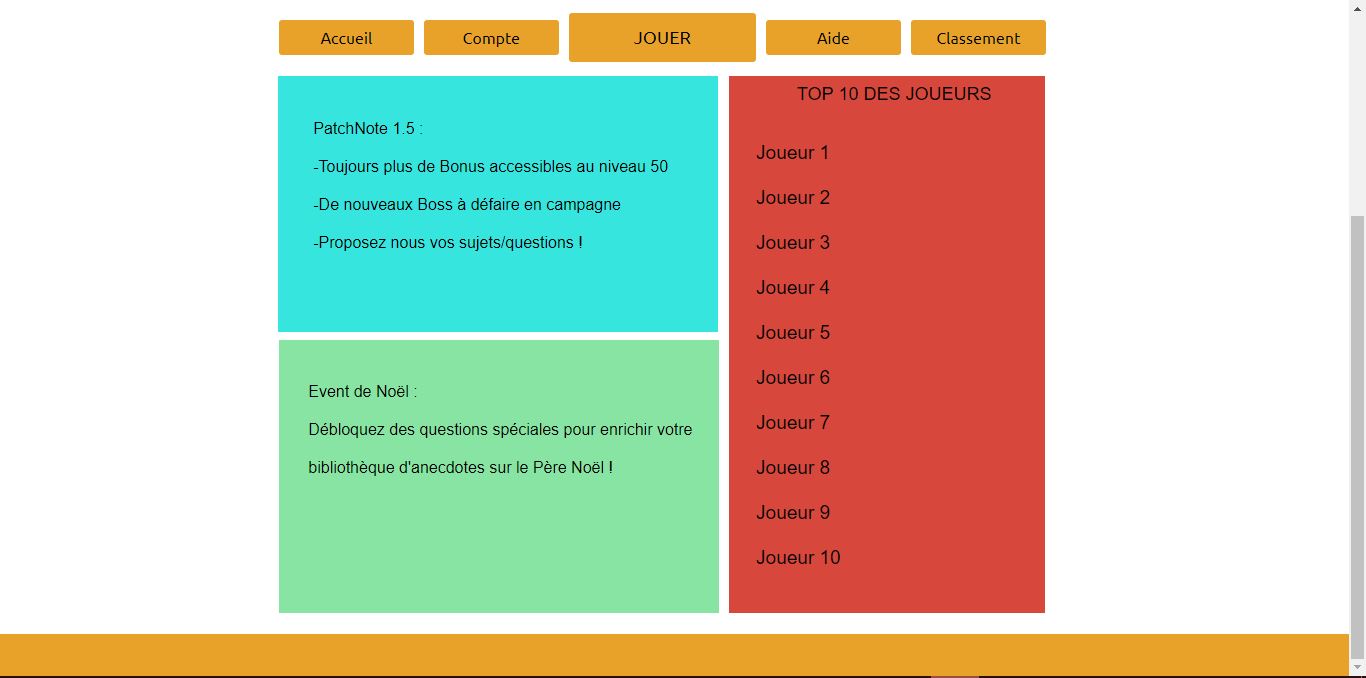 Accueil
Compte
JOUER
Aide
Classement
PatchNote 1.5 :
-Toujours plus de Bonus accessibles au niveau 50
-De nouveaux Boss à défaire en campagne
-Proposez nous vos sujets/questions !
Event de Noël :
Débloquez des questions spéciales pour enrichir votre
bibliothèque d'anecdotes sur le Père Noël !
TOP 10 DES JOUEURS
Joueur 1
Joueur 2
Joueur 3
Joueur 4
Joueur 5
Joueur 6
Joueur 7
Joueur 8
Joueur 9
Joueur 10